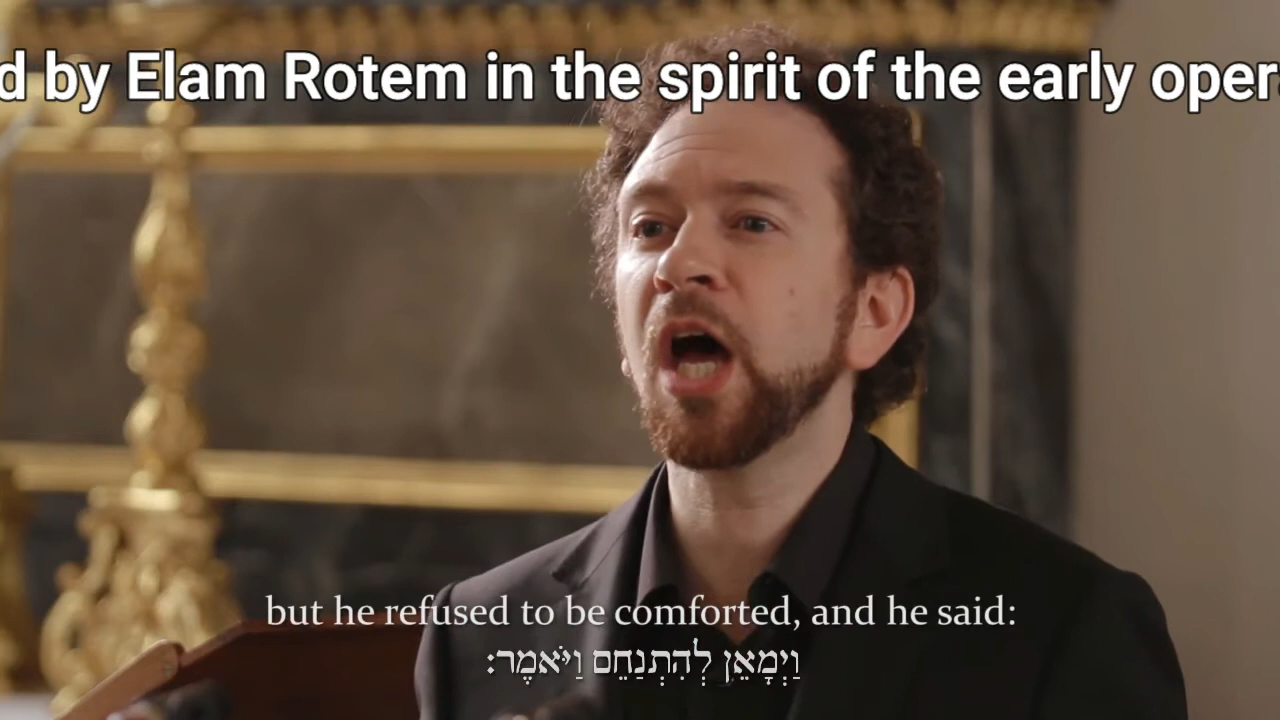 d by Elam Rotem in the spirit of the early oper
but he refused to be comforted, and he said:
וַיְמָאֵן לְהִתְנַחֵם וַיֹּאמֶר: